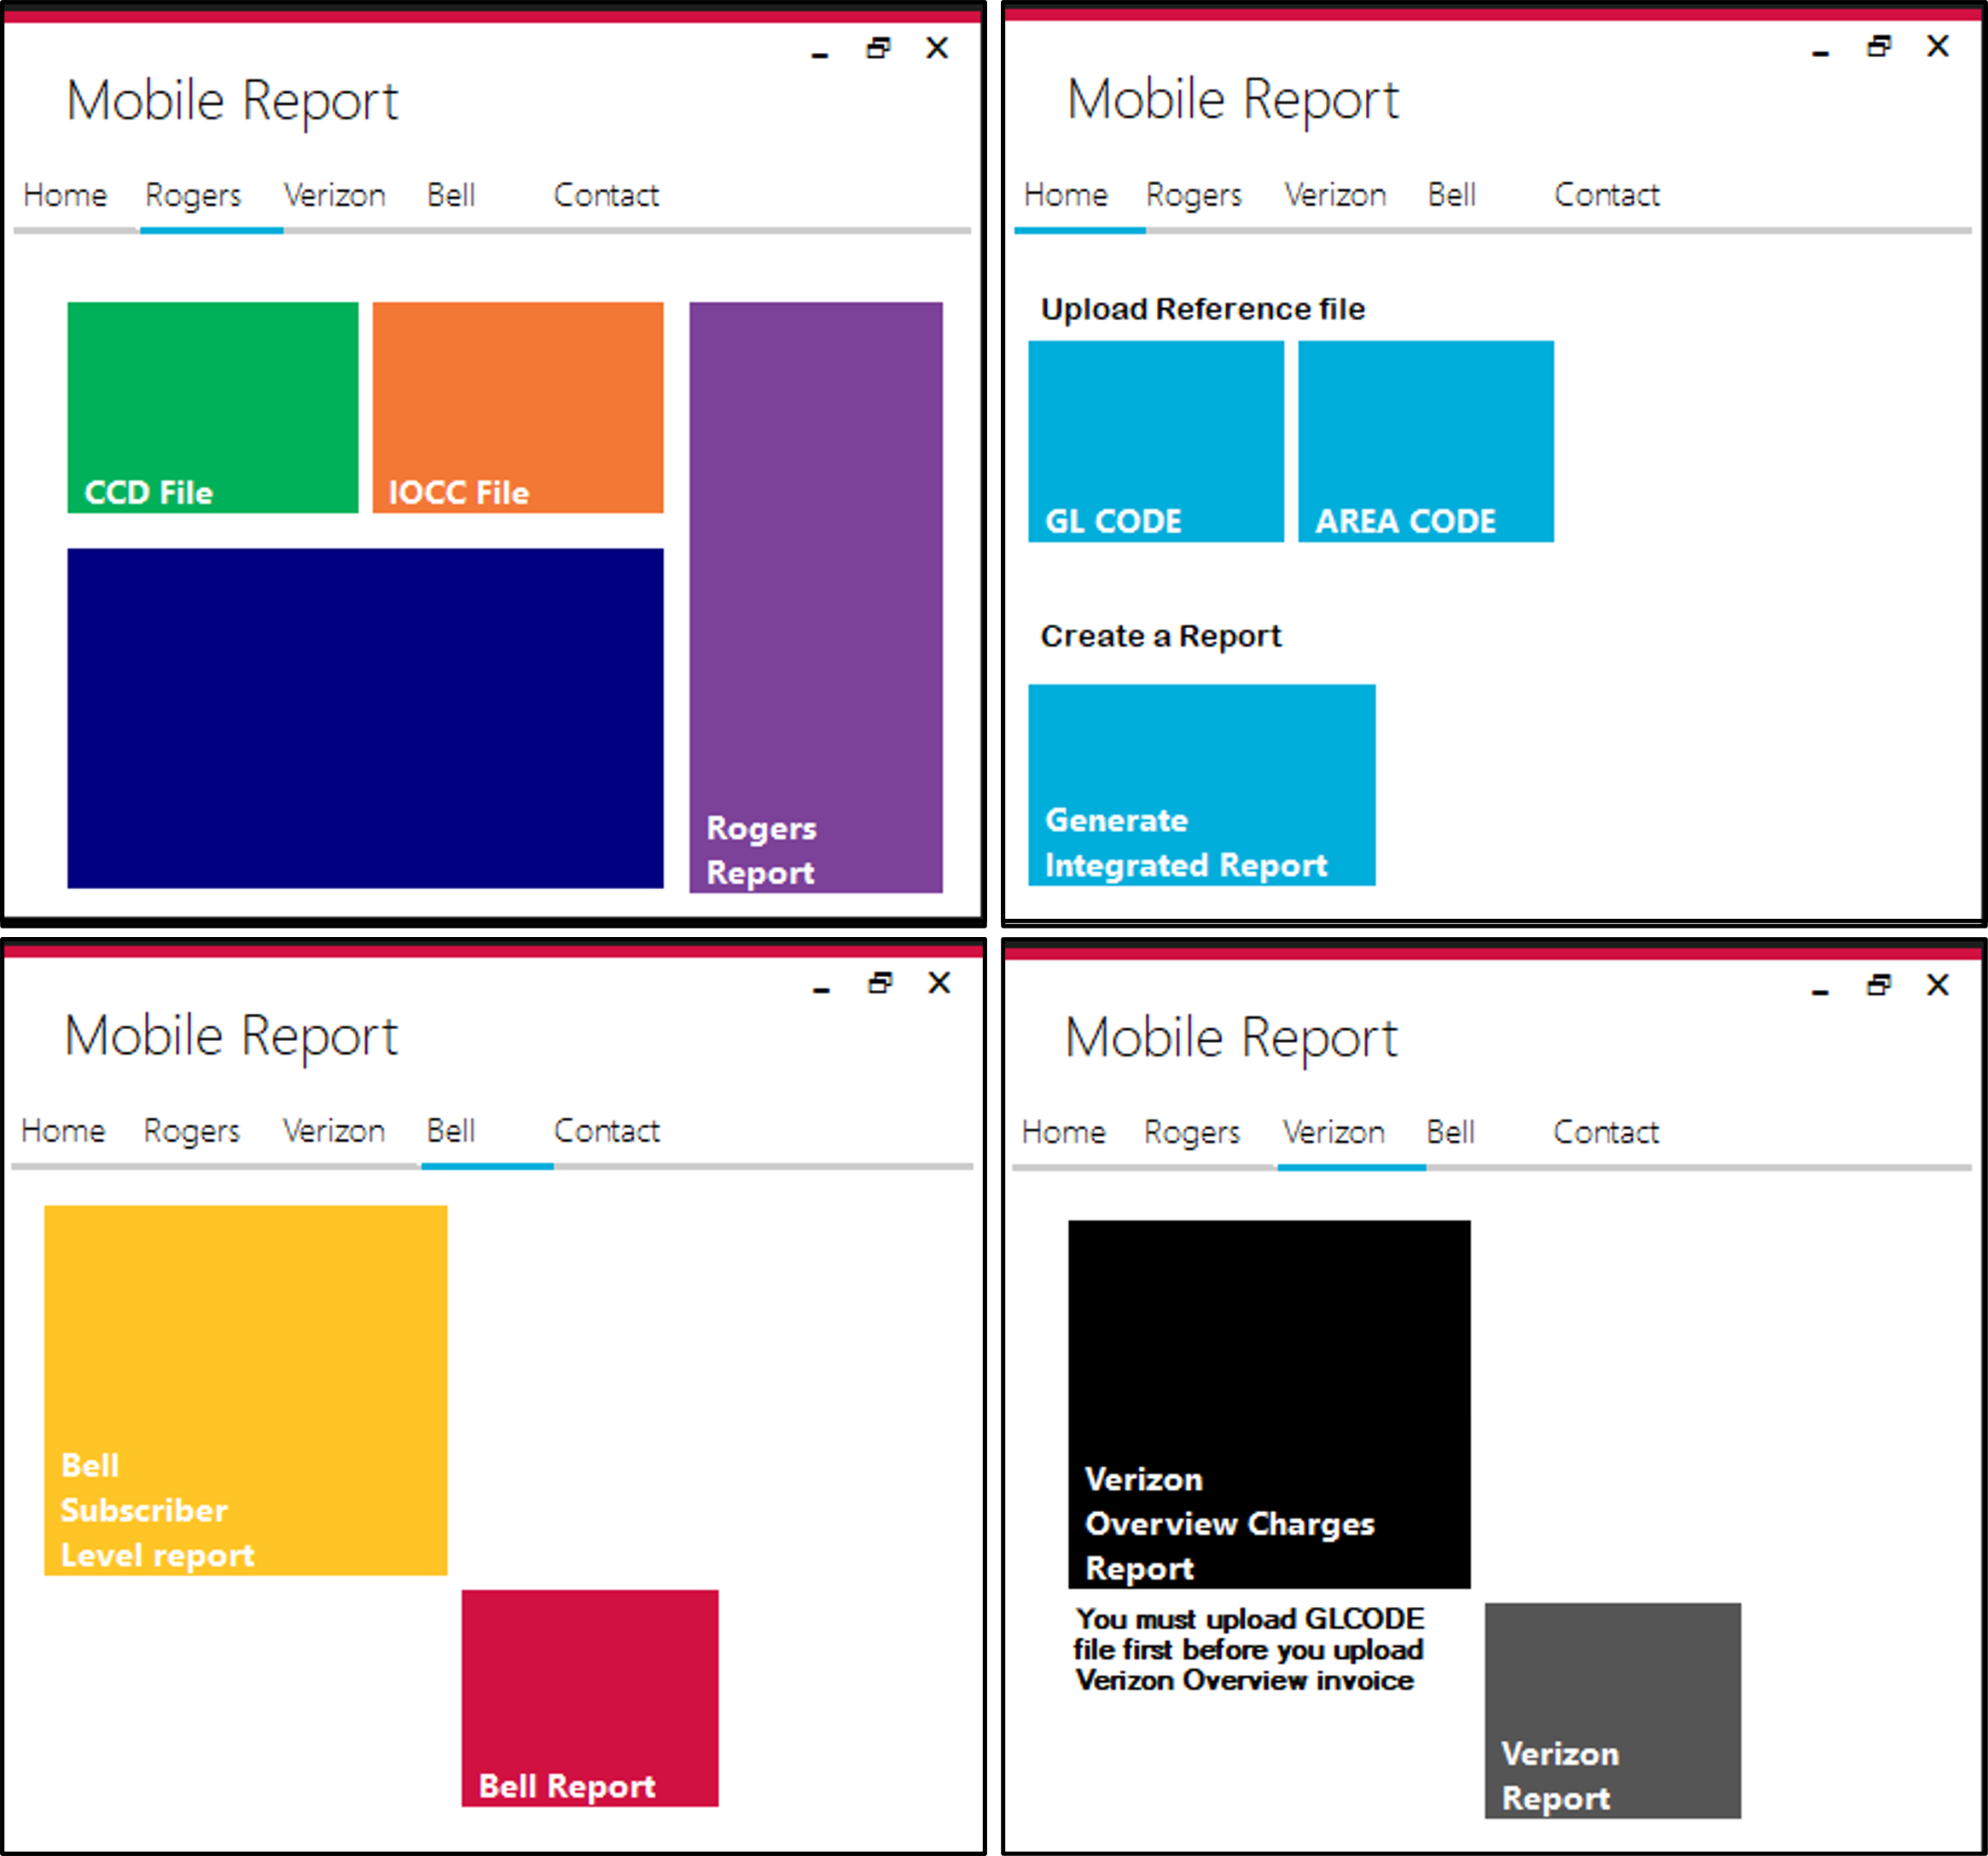 Mobile Report
Home Rogers Verizon Bell Contact
CCD File
IOCC File
Rogers
Report
Mobile Report
Home Rogers Verizon Bell Contact
Upload Reference file
GL CODE
AREA CODE
Create a Report
Generate
Integrated Report
Mobile Report
Home Rogers Verizon Bell Contact
Bell
Subscriber
Level report
Bell Report
Mobile Report
Home Rogers Verizon Bell Contact
Verizon
Overview Charges
Report
You must upload GLCODE
file first before you upload
Verizon Overview invoice
Verizon
Report